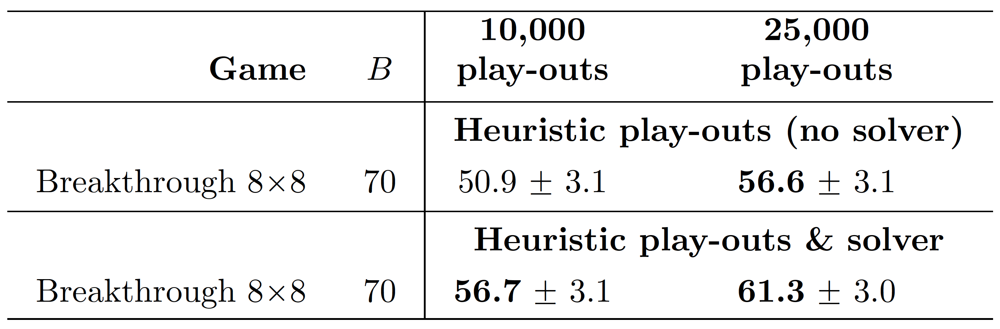 10,000 25,000
Game B play-outs play-outs
Heuristic play-outs (no solver)
Breakthrough 8×8 70 50.9 ± 3.1 56.6 ± 3.1
Heuristic play-outs & solver
Breakthrough 8×8 70 56.7 ± 3.1 61.3 ± 3.0